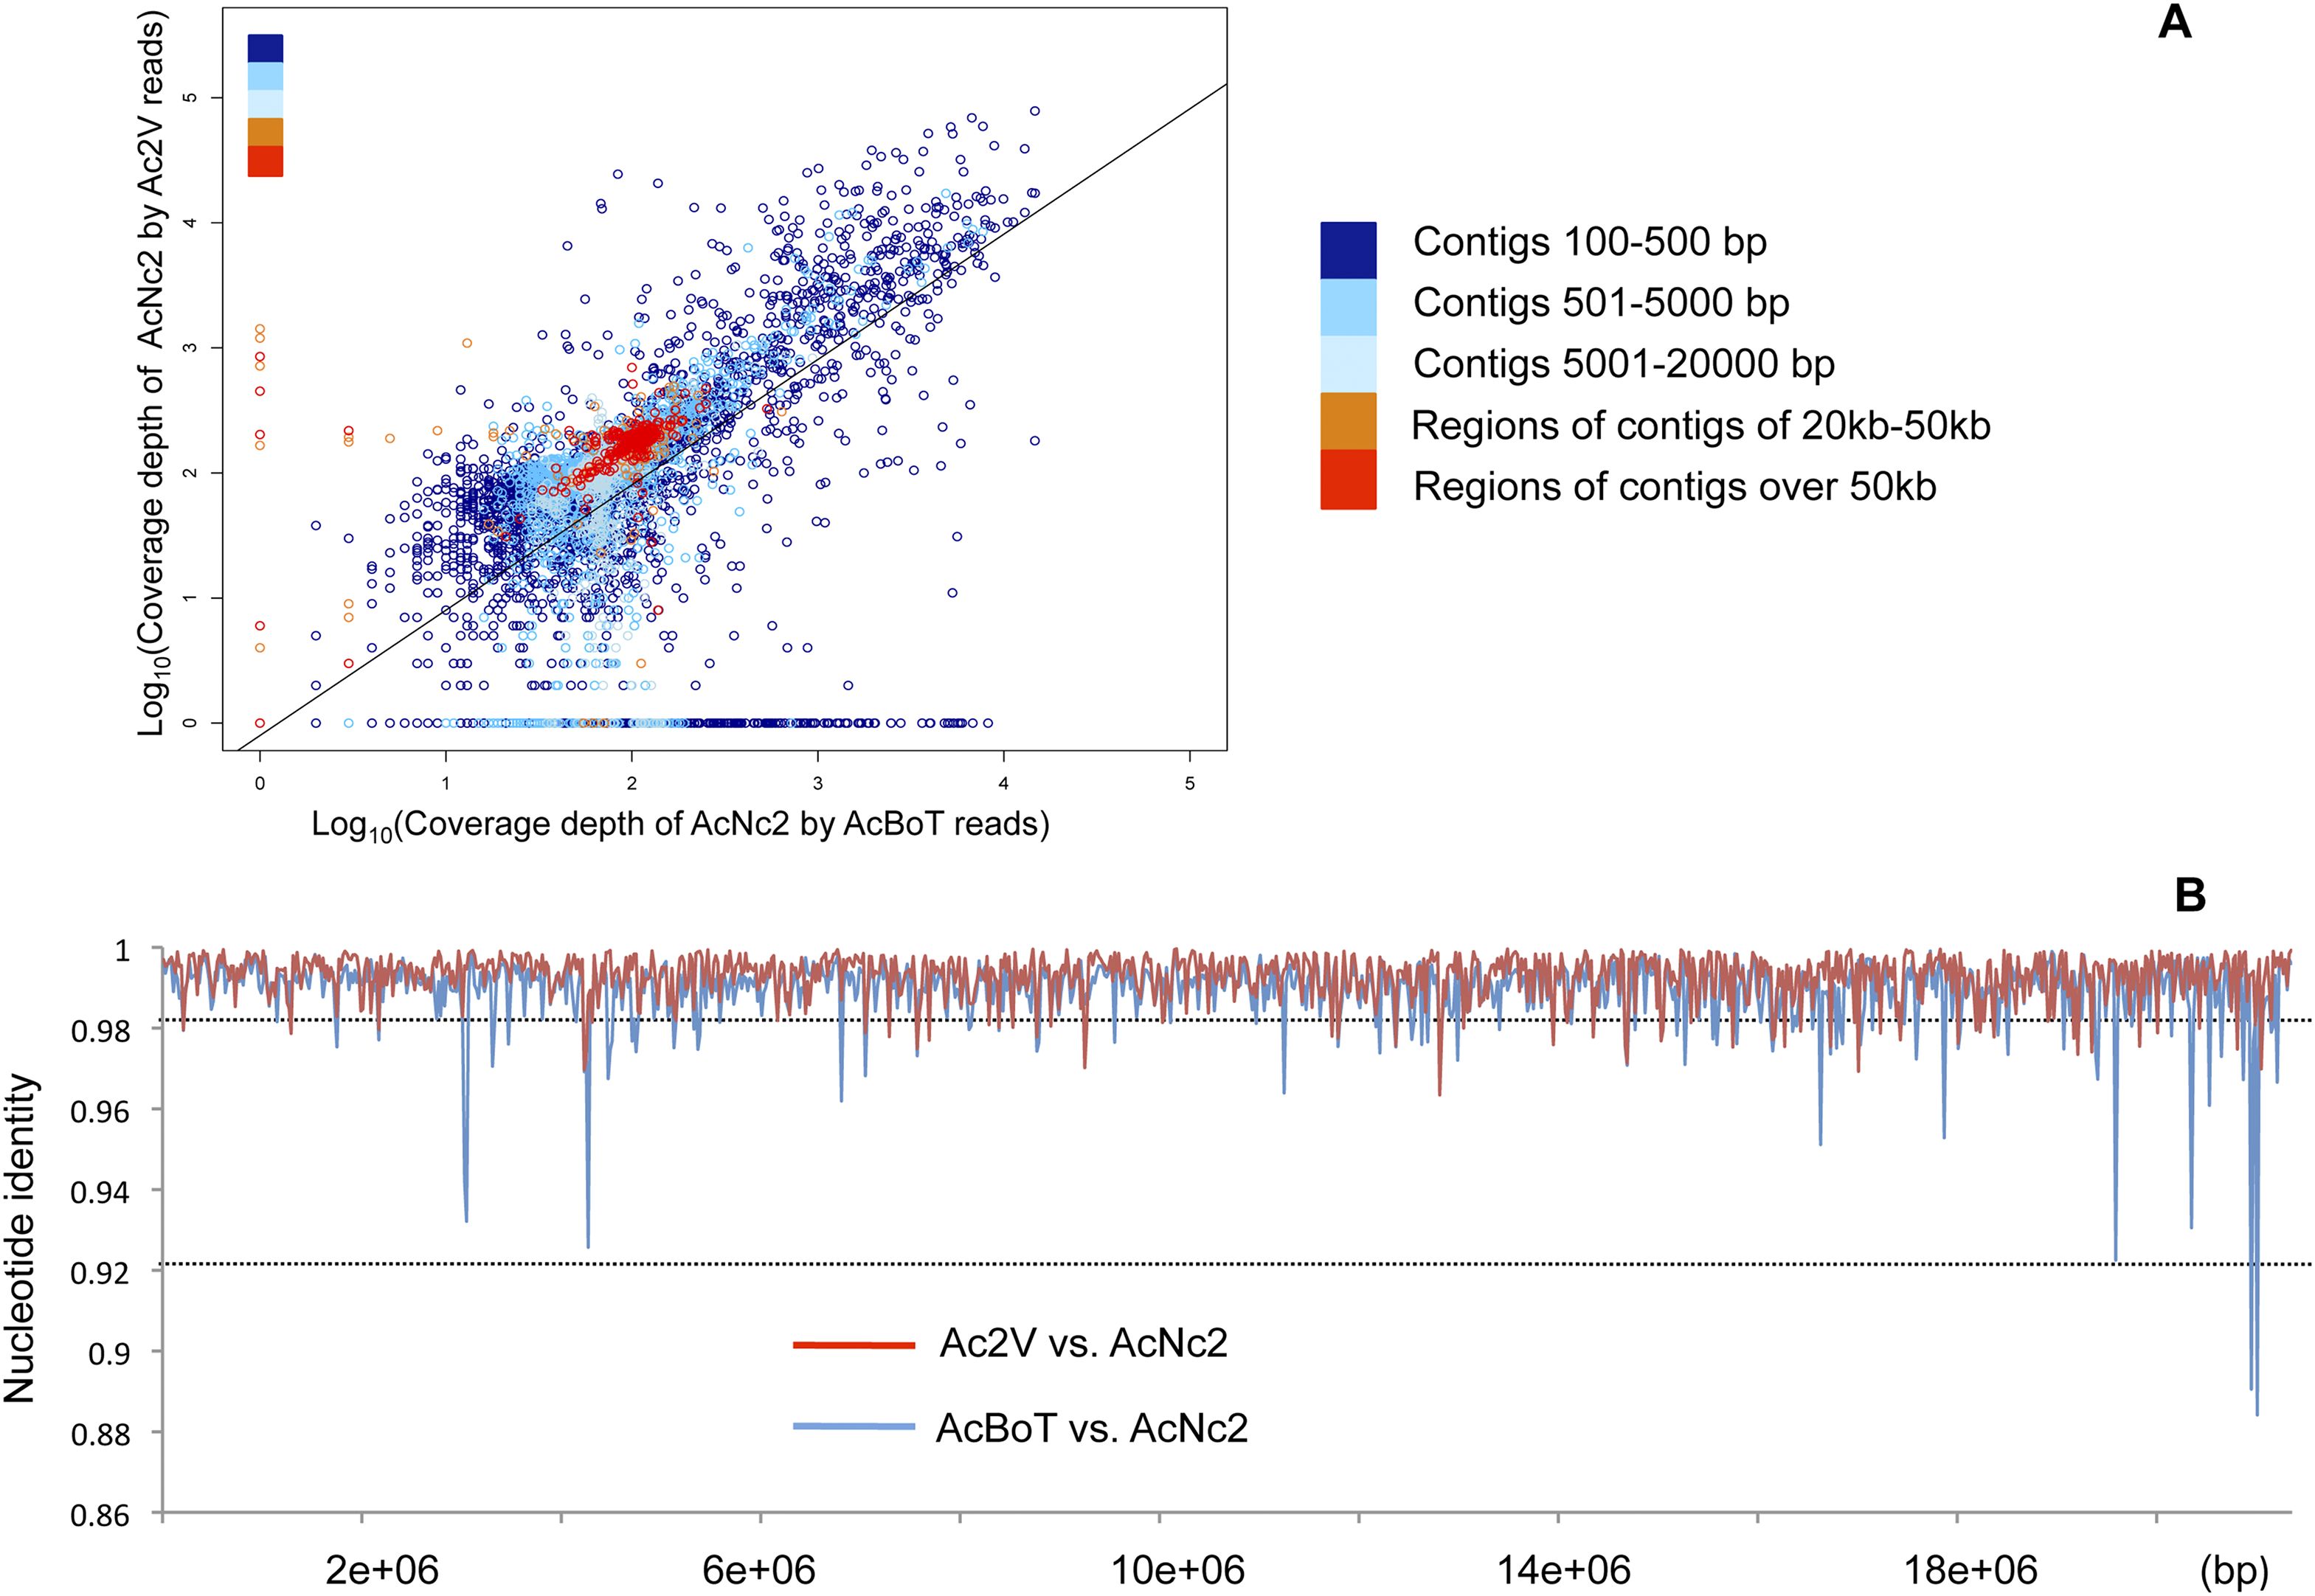 A
Log10(Coverage depth of AcNc2 by Ac2V reads)
5
4
3
2
1
0
0 1 2 3 4 5
Log10(Coverage depth of AcNc2 by AcBoT reads)
Contigs 100-500 bp
Contigs 501-5000 bp
Contigs 5001-20000 bp
Regions of contigs of 20kb-50kb
Regions of contigs over 50kb
B
Nucleotide identity
1
0.98
0.96
0.94
0.92
0.9
0.88
0.86
Ac2V vs. AcNc2
AcBoT vs. AcNc2
2e+06 6e+06 10e+06 14e+06 18e+06 (bp)